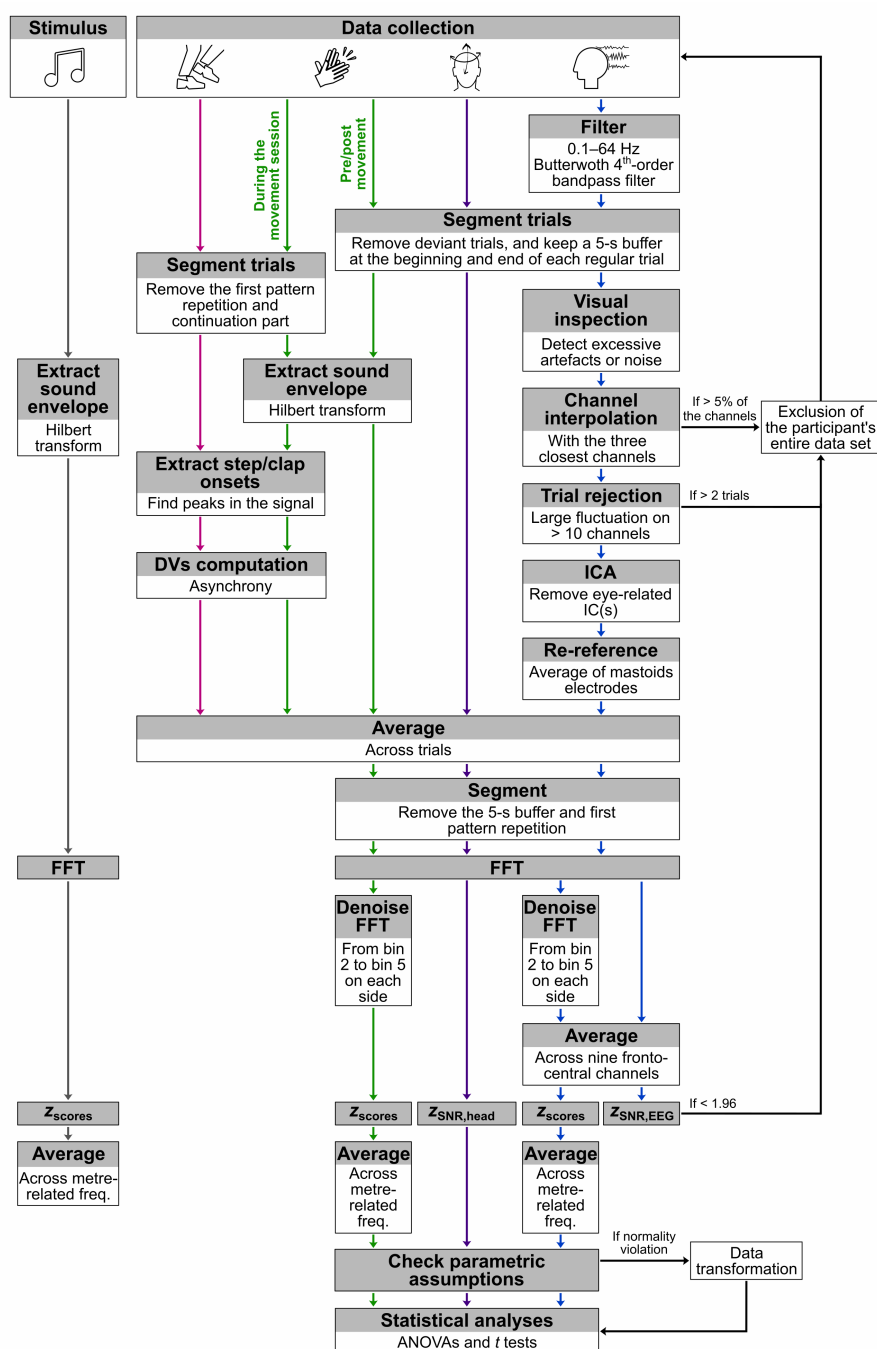 Stimulus
Data collection
During the
movement session
Pre/post
movement
Filter
0.1–64 Hz
Butterwoth 4th-order
bandpass filter
Segment trials
Remove deviant trials, and keep a 5-s buffer
at the beginning and end of each regular trial
Segment trials
Remove the first pattern
repetition and
continuation part
Visual
inspection
Detect excessive
artefacts or noise
Extract
sound
envelope
Hilbert
transform
Extract sound
envelope
Hilbert transform
Channel
interpolation
With the three
closest channels
If > 5% of
the channels
Exclusion of
the participant's
entire data set
Extract step/clap
onsets
Find peaks in the signal
Trial rejection
Large fluctuation on
> 10 channels
If > 2 trials
DVs computation
Asynchrony
ICA
Remove eye-related
IC(s)
Re-reference
Average of mastoids
electrodes
Average
Across trials
Segment
Remove the 5-s buffer and first
pattern repetition
FFT
FFT
Denoise
FFT
From bin
2 to bin 5
on each
side
Denoise
FFT
From bin
2 to bin 5
on each
side
Average
Across nine fronto-
central channels
zscores
zscores
zSNR,head
zscores
zSNR,EEG
If < 1.96
Average
Across metre-
related freq.
Average
Across
metre-
related
freq.
Average
Across
metre-
related
freq.
Check parametric
assumptions
If normality
violation
Data
transformation
Statistical analyses
ANOVAs and t tests